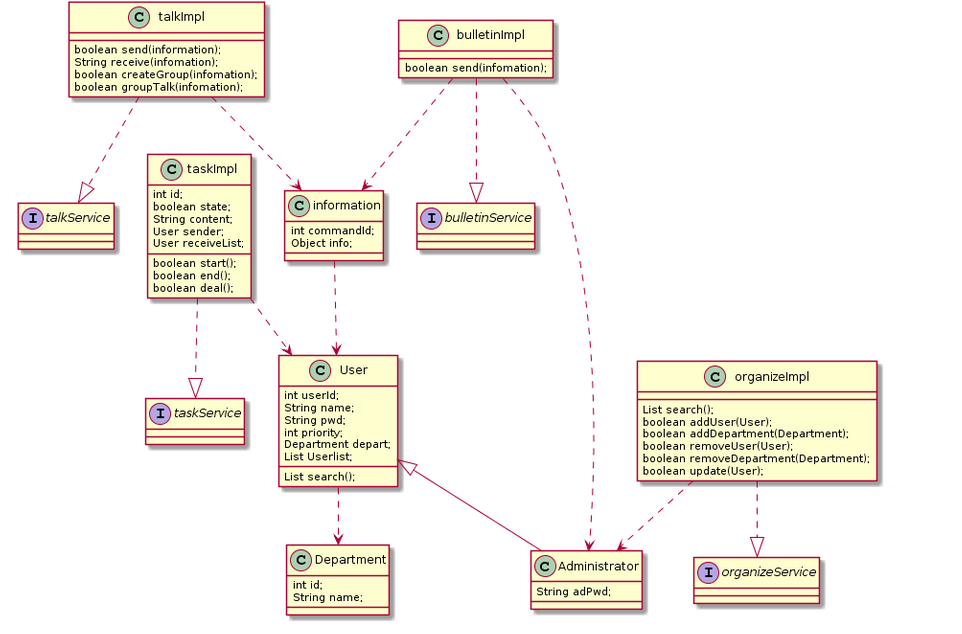 C talkImpl
boolean send(information);
String receive(infomation);
boolean createGroup(infomation);
boolean groupTalk(infomation);
C bulletinImpl
boolean send(infomation);
C taskImpl
int id;
boolean state;
String content;
User sender;
User receiveList;
boolean start();
boolean end();
boolean deal();
I talkService
C information
int commandId;
Object info;
I bulletinService
C User
int userId;
String name;
String pwd;
int priority;
Department depart;
List Userlist;
List search();
C organizeImpl
List search();
boolean addUser(User);
boolean addDepartment(Department);
boolean removeUser(User);
boolean removeDepartment(Department);
boolean update(User);
I taskService
C Department
int id;
String name;
C Administrator
String adPwd;
I organizeService